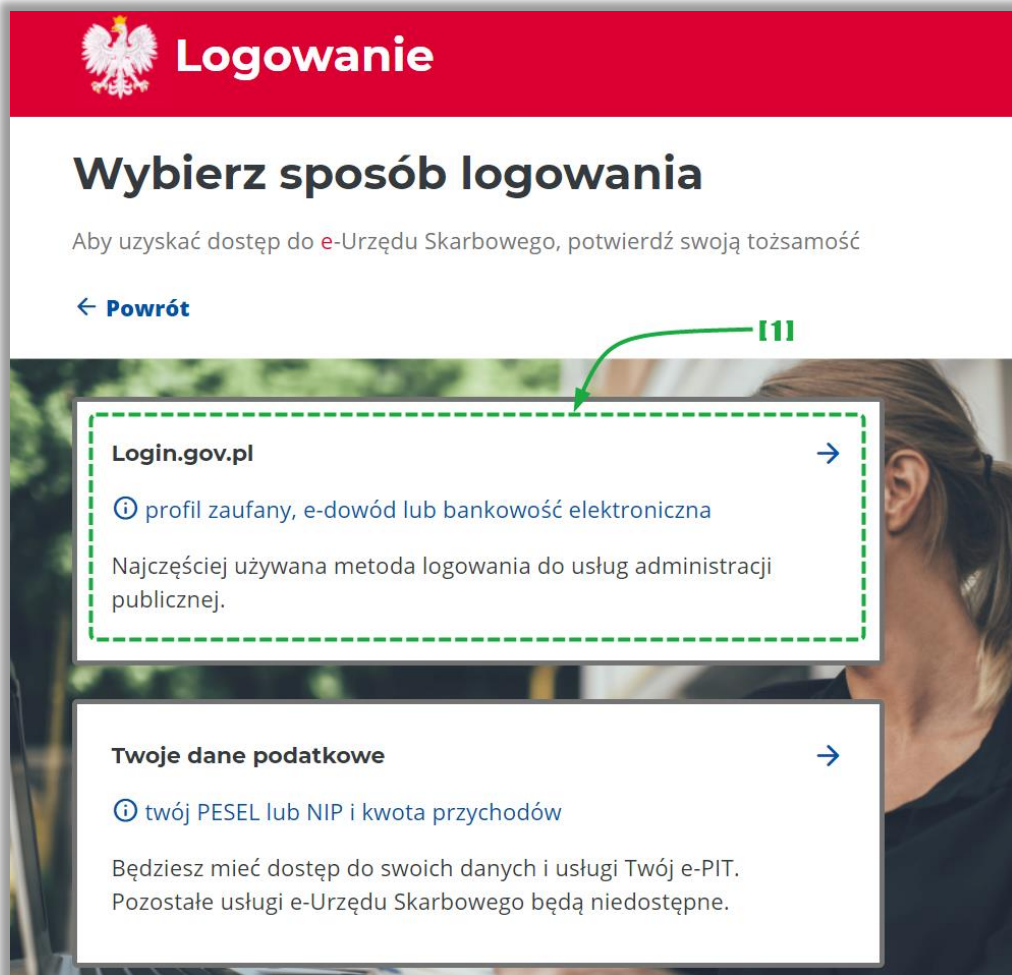 Logowanie
Wybierz sposób logowania
Aby uzyskać dostęp do e-Urzędu Skarbowego, potwierdź swoją tożsamość
← Powrót
[1]
Login.gov.pl
profil zaufany, e-dowód lub bankowość elektroniczna
Najczęściej używana metoda logowania do usług administracji
publicznej.
Twoje dane podatkowe
twój PESEL lub NIP i kwota przychodów
Będziesz mieć dostęp do swoich danych i usługi Twój e-PIT.
Pozostałe usługi e-Urzędu Skarbowego będą niedostępne.